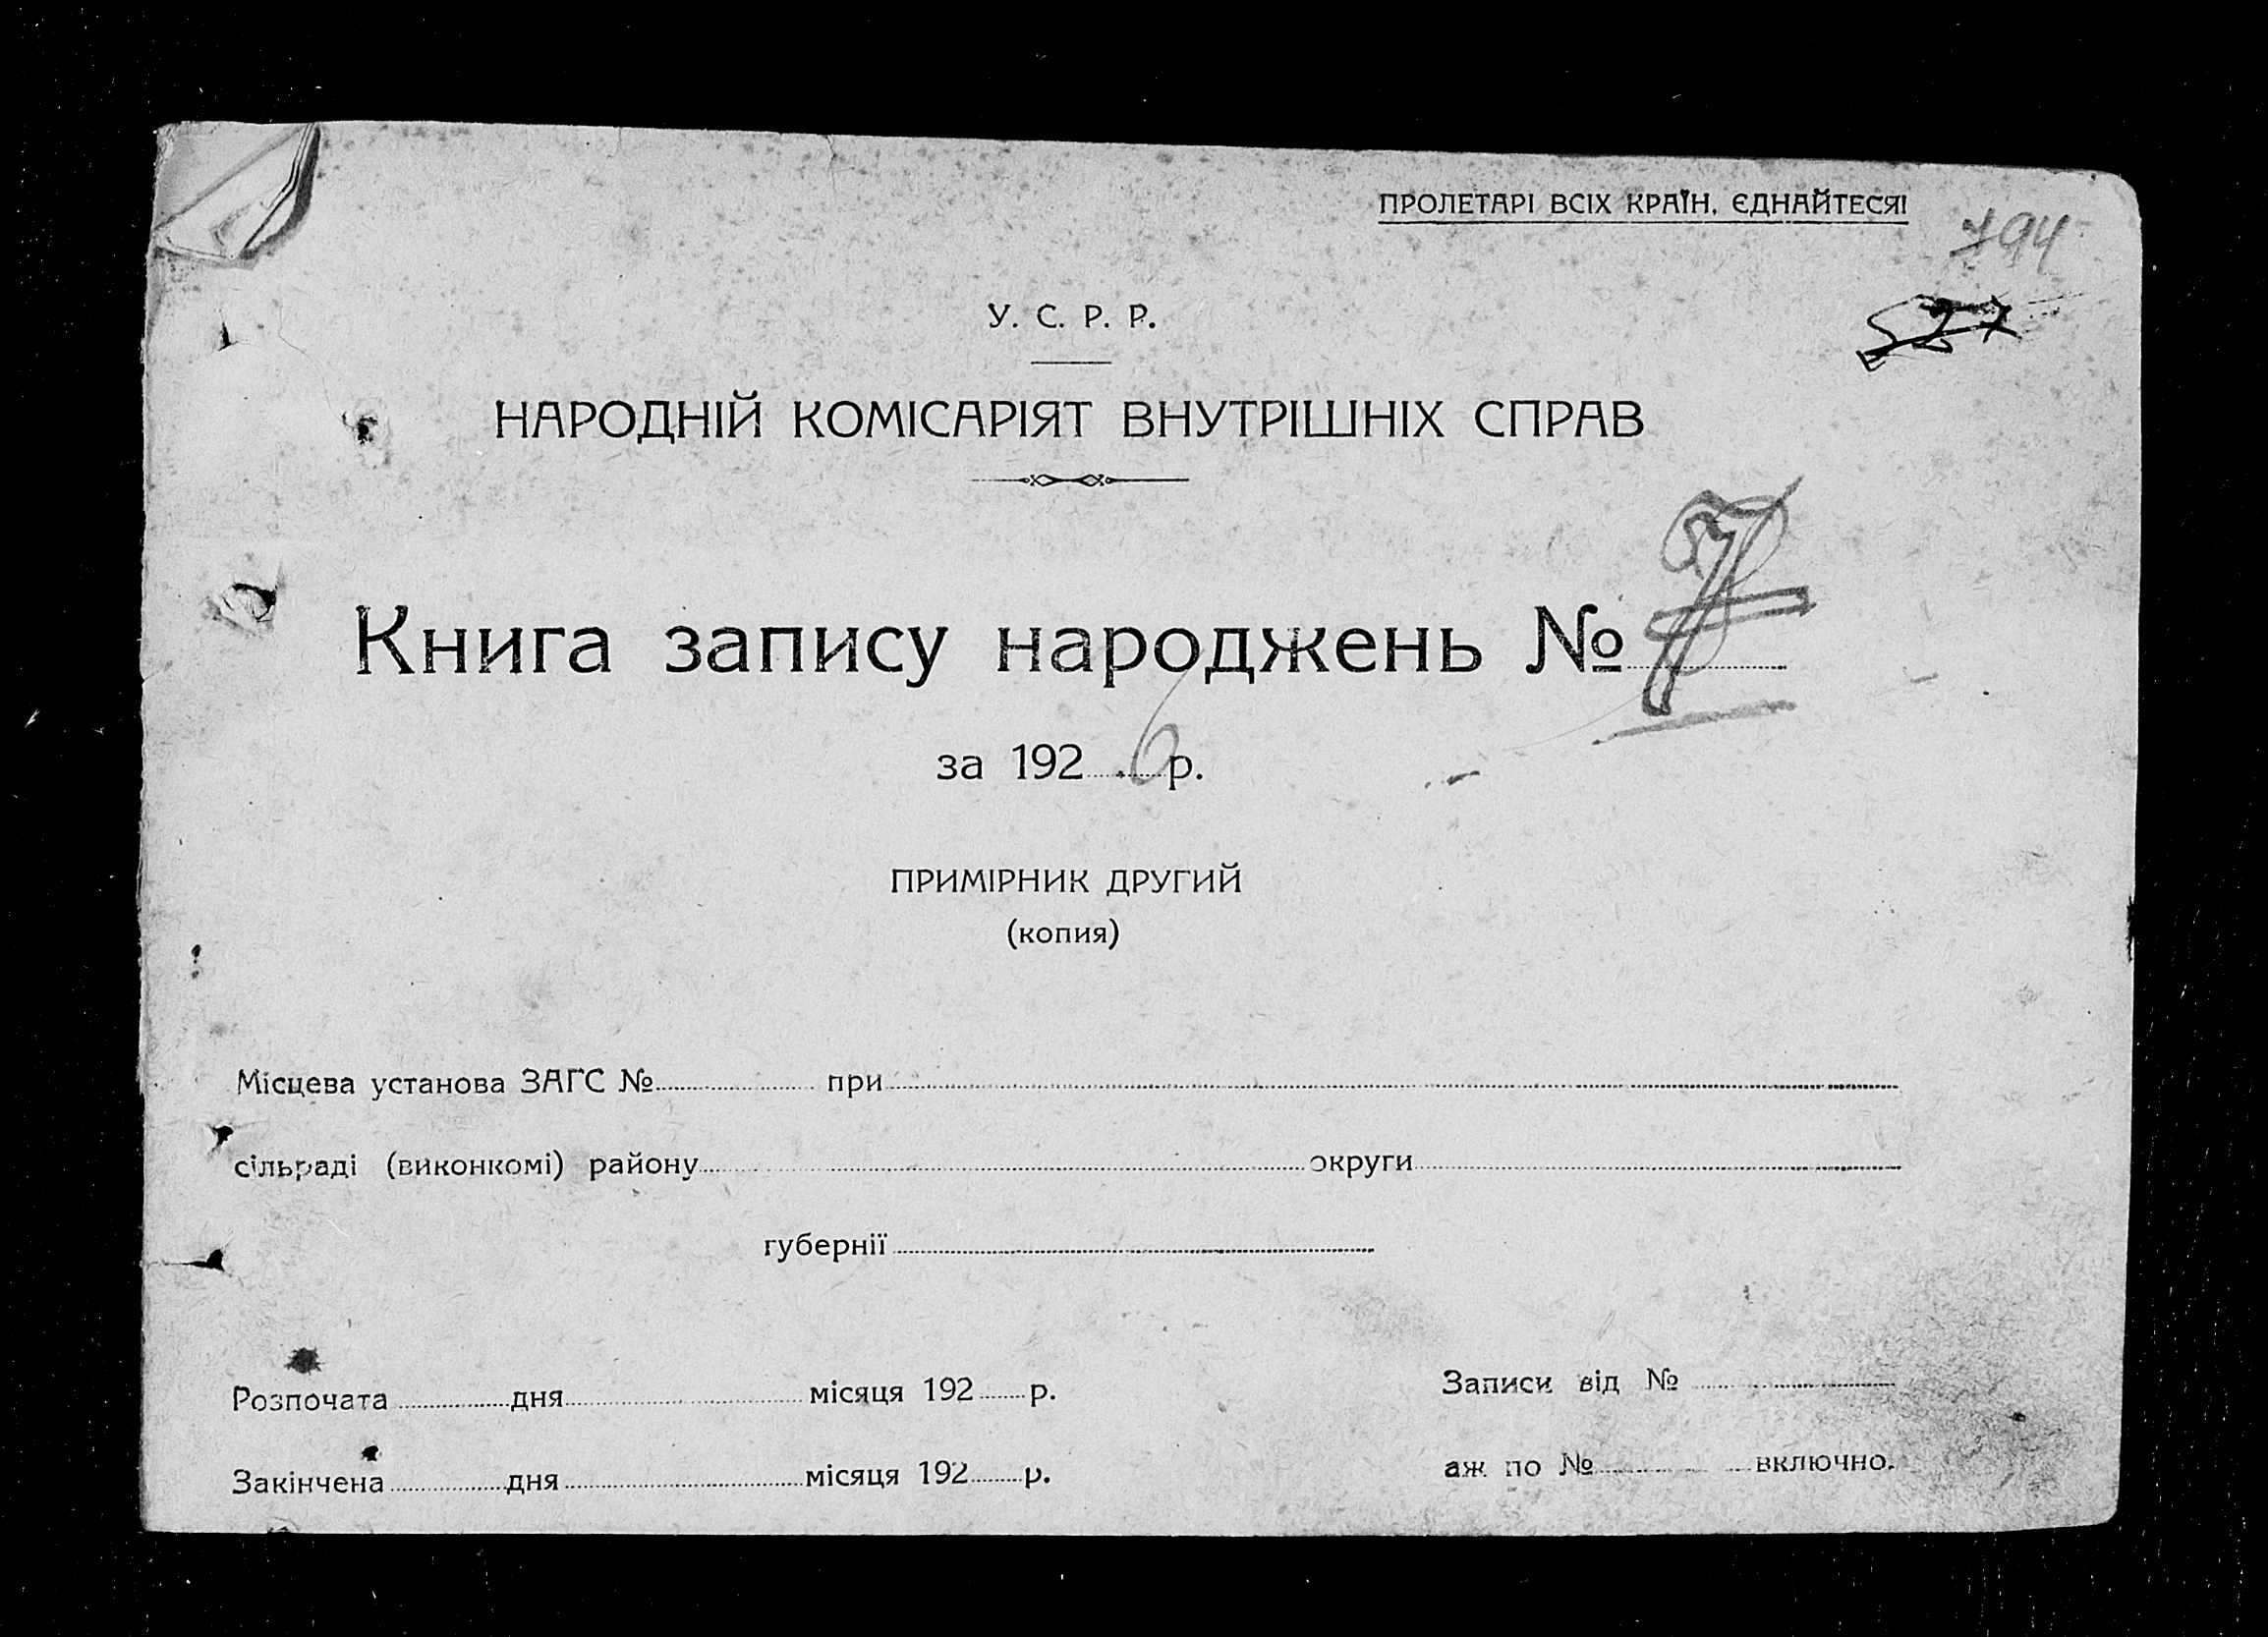 ПРОЛЕТАРІ ВСІХ КРАЇН, ЄДНАЙТЕСЯ!
794
У. С. Р. Р.
НАРОДНІЙ КОМІСАРІЯТ ВНУТРІШНІХ СПРАВ
Книга запису народжень № 7
за 1926 р.
ПРИМІРНИК ДРУГИЙ
(копия)
Місцева установа ЗАГС № при
сільраді (виконкомі) району округи
губернії
Розпочата дня місяця 192 р. Записи від №
Закінчена дня місяця 192 р. аж по № включно.